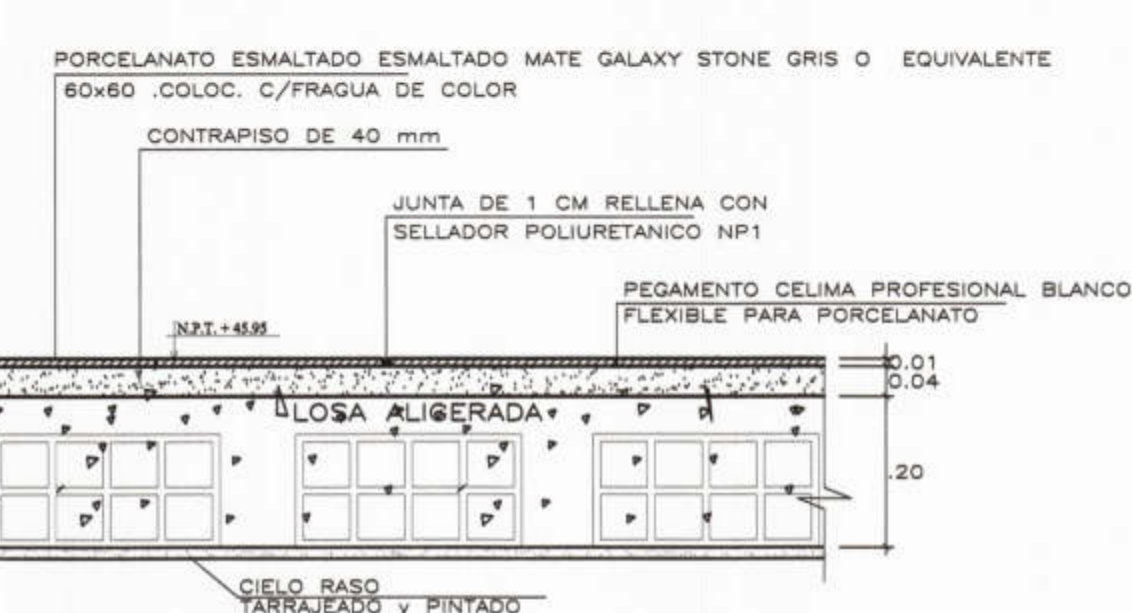 PORCELANATO ESMALTADO ESMALTADO MATE GALAXY STONE GRIS O EQUIVALENTE
60x60 .COLOC. C/FRAGUA DE COLOR
CONTRAPISO DE 40 mm
JUNTA DE 1 CM RELLENA CON
SELLADOR POLIURETANICO NP1
PEGAMENTO CELIMA PROFESIONAL BLANCO
FLEXIBLE PARA PORCELANATO
N.P.T. + 45.95
0.01
0.04
LOSA ALIGERADA
.20
CIELO RASO
TARRAJEADO y PINTADO